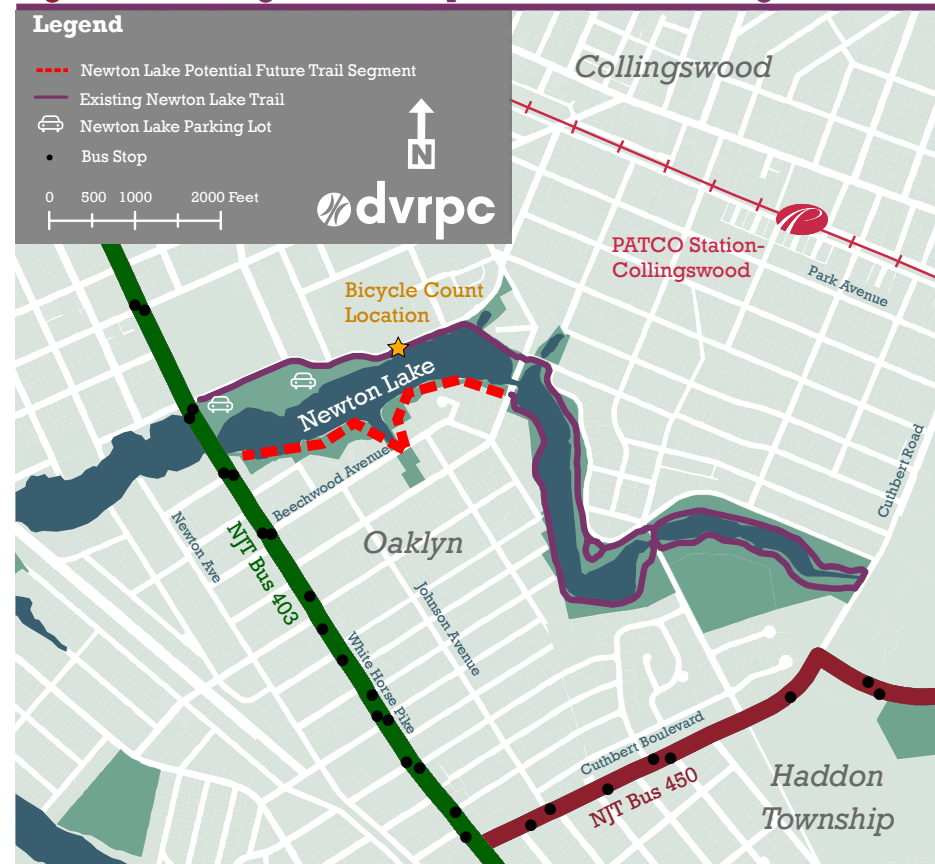 Legend
Newton Lake Potential Future Trail Segment
Existing Newton Lake Trail
Newton Lake Parking Lot
Bus Stop
N
0 500 1000 2000 Feet
dvrpc
Collingswood
PATCO Station-
Collingswood
Park Avenue
Bicycle Count
Location
Newton Lake
Cuthbert Road
Beechwood Avenue
Newton Ave
Oaklyn
NJT Bus 403
Johnson Avenue
White Horse Pike
Cuthbert Boulevard
NJT Bus 450
Haddon
Township